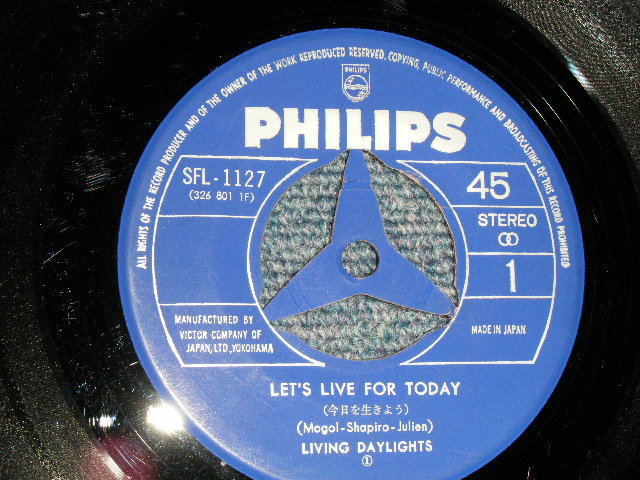 ALL RIGHTS OF THE RECORD PRODUCER AND OF THE OWNER OF THE WORK REPRODUCED RESERVED, COPYING, PUBLIC PERFORMANCE AND BROADCASTING OF THIS RECORD PROHIBITED
PHILIPS
PHILIPS
SFL-1127
(326 801 1F)
45
STEREO
1
MANUFACTURED BY
VICTOR COMPANY OF
JAPAN, LTD., YOKOHAMA
MADE IN JAPAN
LET'S LIVE FOR TODAY
(今日を生きよう)
(Mogol-Shapiro-Julien)
LIVING DAYLIGHTS
①